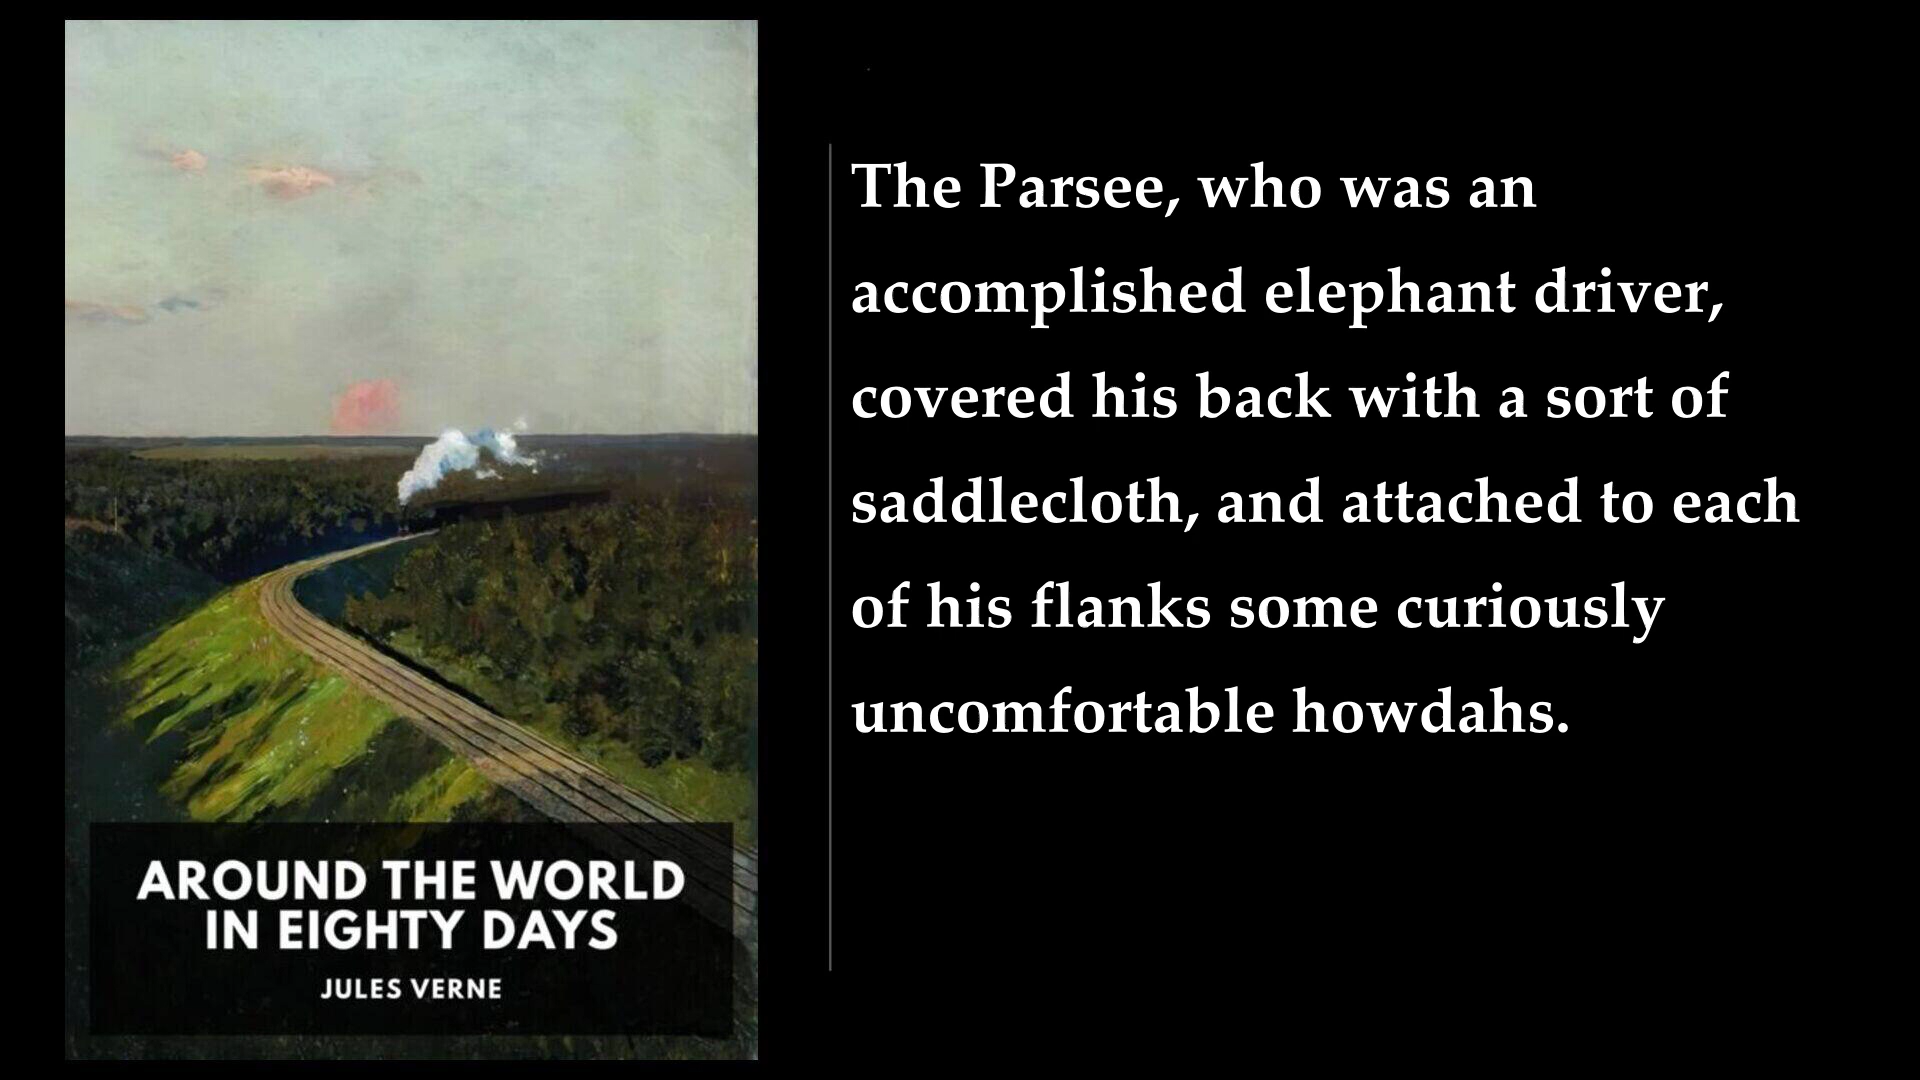 The Parsee, who was an
accomplished elephant driver,
covered his back with a sort of
saddlecloth, and attached to each
of his flanks some curiously
uncomfortable howdahs.
AROUND THE WORLD
IN EIGHTY DAYS
JULES VERNE